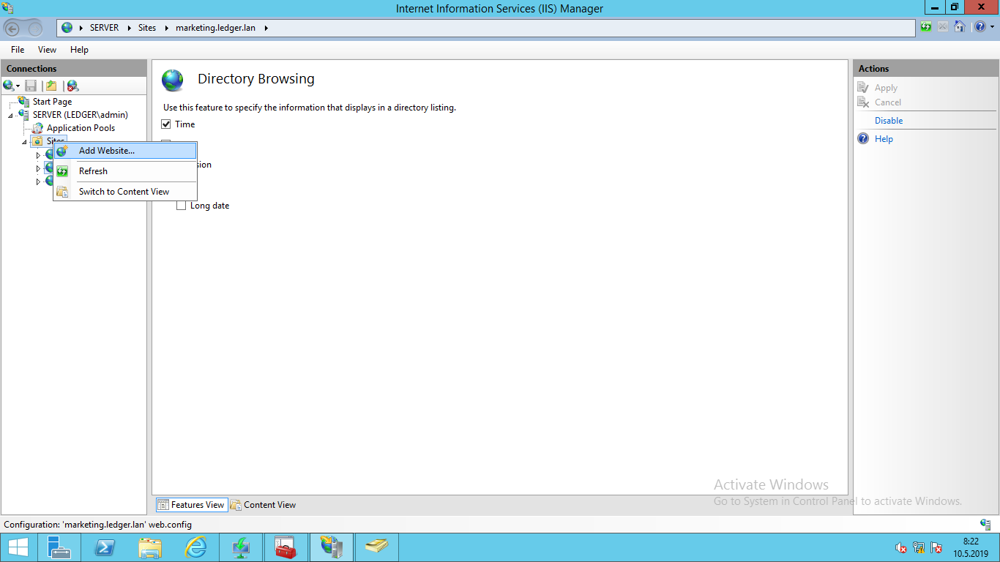 Internet Information Services (IIS) Manager
SERVER Sites marketing.ledger.lan
File View Help
Connections
Start Page
SERVER (LEDGER\admin)
Application Pools
Sites
Add Website...
Refresh
Switch to Content View
Directory Browsing
Use this feature to specify the information that displays in a directory listing.
Time
sion
Long date
Features View Content View
Actions
Apply
Cancel
Disable
Help
Activate Windows
Go to System in Control Panel to activate Windows.
Configuration: 'marketing.ledger.lan' web.config
8:22
10.5.2019